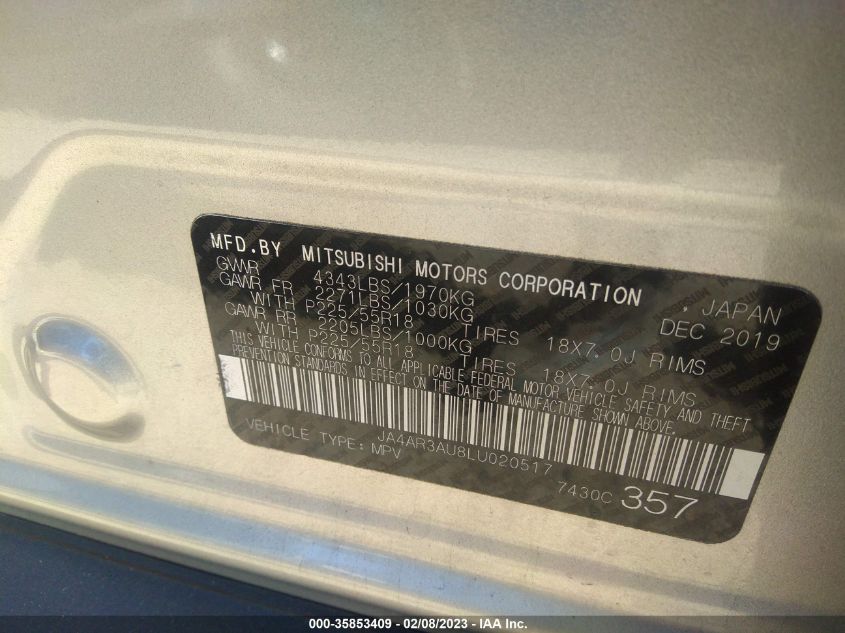 MFD.BY MITSUBISHI MOTORS CORPORATION, JAPAN
GVWR 4343LBS/1970KG DEC 2019
GAWR FR 2271LBS/1030KG
WITH P225/55R18 TIRES 18X7.0J RIMS
GAWR RR 2205LBS/1000KG
WITH P225/55R18 TIRES 18X7.0J RIMS
THIS VEHICLE CONFORMS TO ALL APPLICABLE FEDERAL MOTOR VEHICLE SAFETY AND THEFT
PREVENTION STANDARDS IN EFFECT ON THE DATE OF MANUFACTURE SHOWN ABOVE.
JA4AR3AU8LU020517
VEHICLE TYPE: MPV 7430C 357
000-35853409 - 02/08/2023 - IAA Inc.